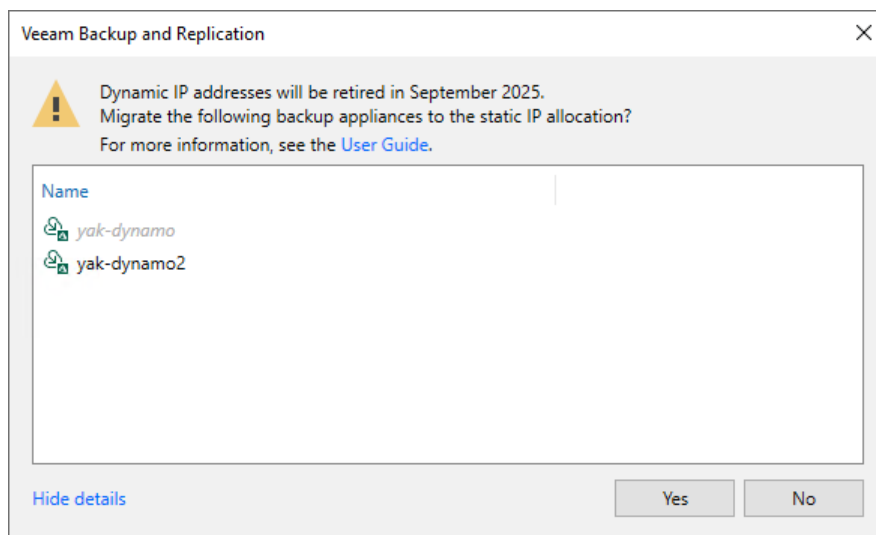 Veeam Backup and Replication
Dynamic IP addresses will be retired in September 2025.
Migrate the following backup appliances to the static IP allocation?
For more information, see the User Guide.
Name
yak-dynamo
yak-dynamo2
Hide details
Yes
No